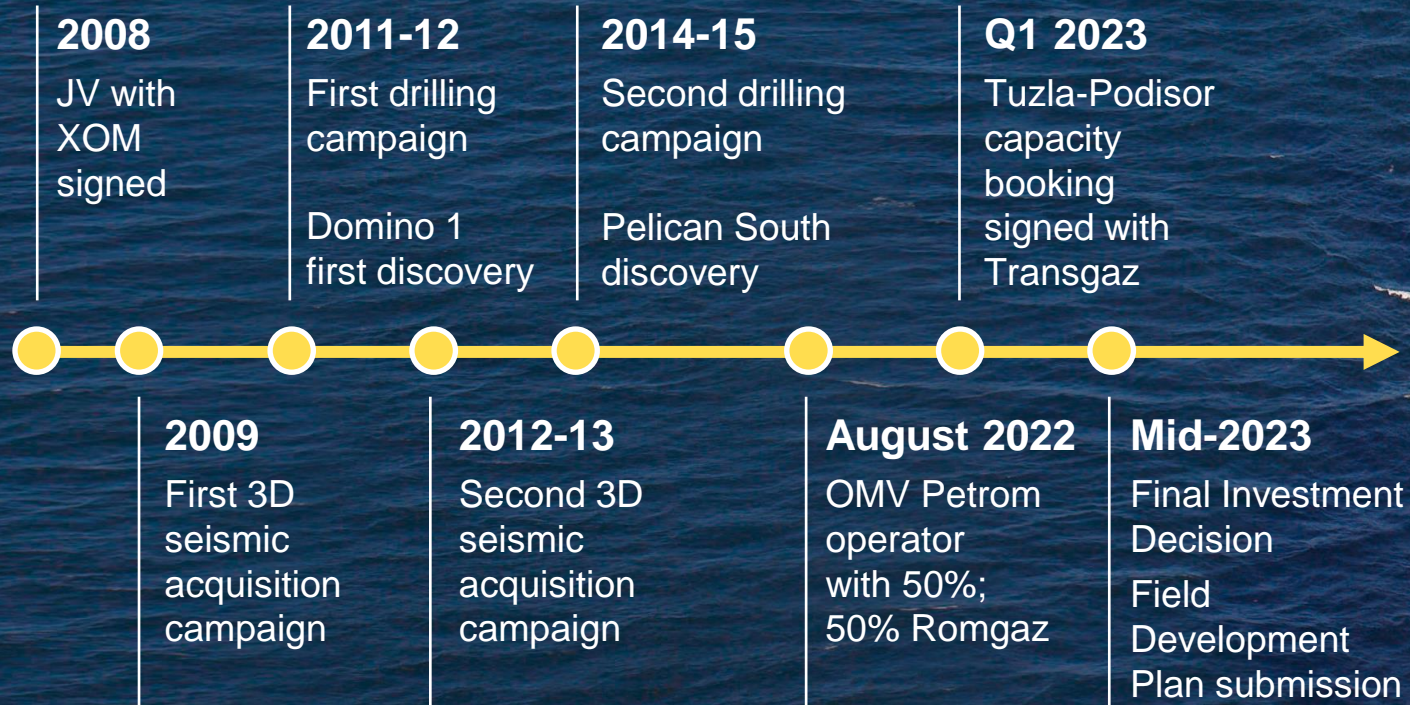 2008
JV with
XOM
signed
2011-12
First drilling
campaign
Domino 1
first discovery
2014-15
Second drilling
campaign
Pelican South
discovery
Q1 2023
Tuzla-Podisor
capacity
booking
signed with
Transgaz
2009
First 3D
seismic
acquisition
campaign
2012-13
Second 3D
seismic
acquisition
campaign
August 2022
OMV Petrom
operator
with 50%;
50% Romgaz
Mid-2023
Final Investment
Decision
Field
Development
Plan submission